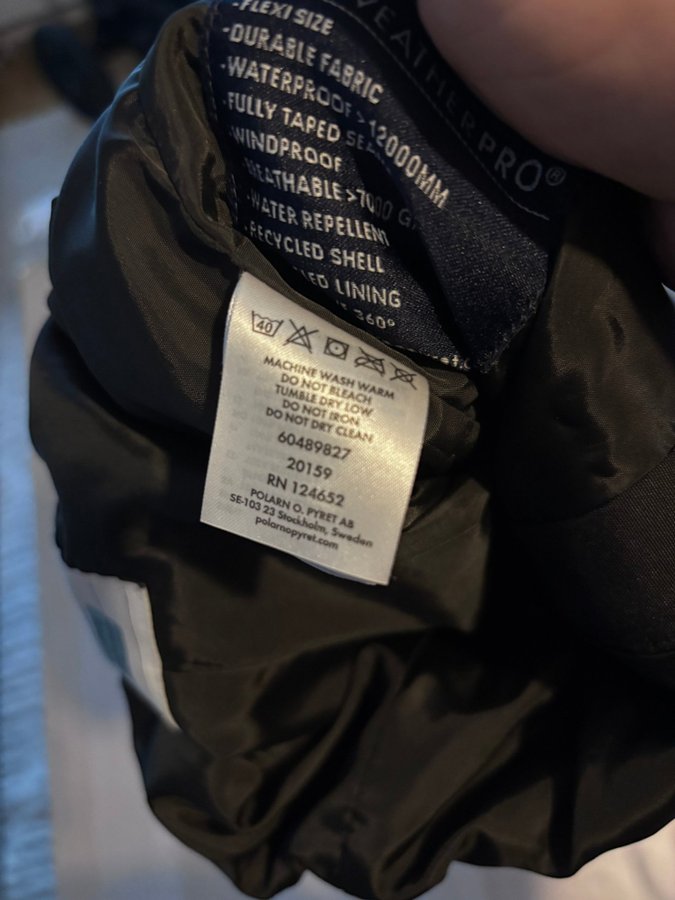 WEATHERPRO®
-FLEXI SIZE
-DURABLE FABRIC
-WATERPROOF >12000MM
-FULLY TAPED
-WINDPROOF
-WATER REPELLENT
RECYCLED SHELL
LINING
360°
40
MACHINE WASH WARM
DO NOT BLEACH
TUMBLE DRY LOW
DO NOT IRON
DO NOT DRY CLEAN
60489827
20159
RN 124652
POLARN O. PYRET AB
SE-103 23 Stockholm, Sweden
polarnopyret.com